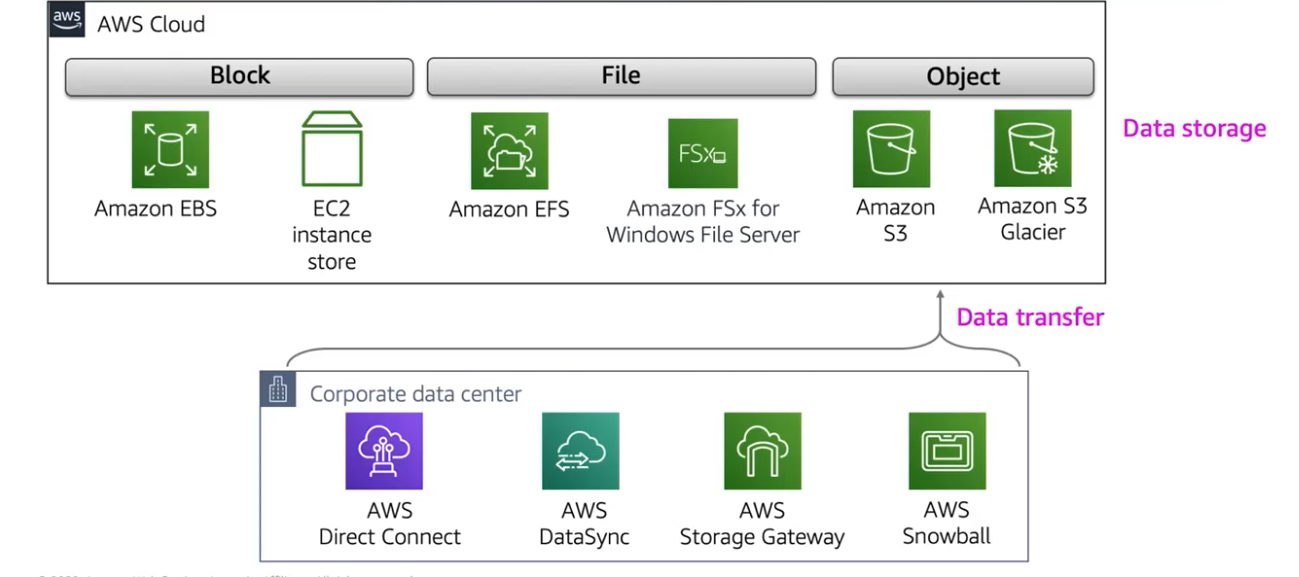 aws
AWS Cloud
Block
File
Object
Amazon EBS
EC2
instance
store
Amazon EFS
FSx
Amazon FSx for
Windows File Server
Amazon
S3
Amazon S3
Glacier
Data storage
Data transfer
Corporate data center
AWS
Direct Connect
AWS
DataSync
AWS
Storage Gateway
AWS
Snowball